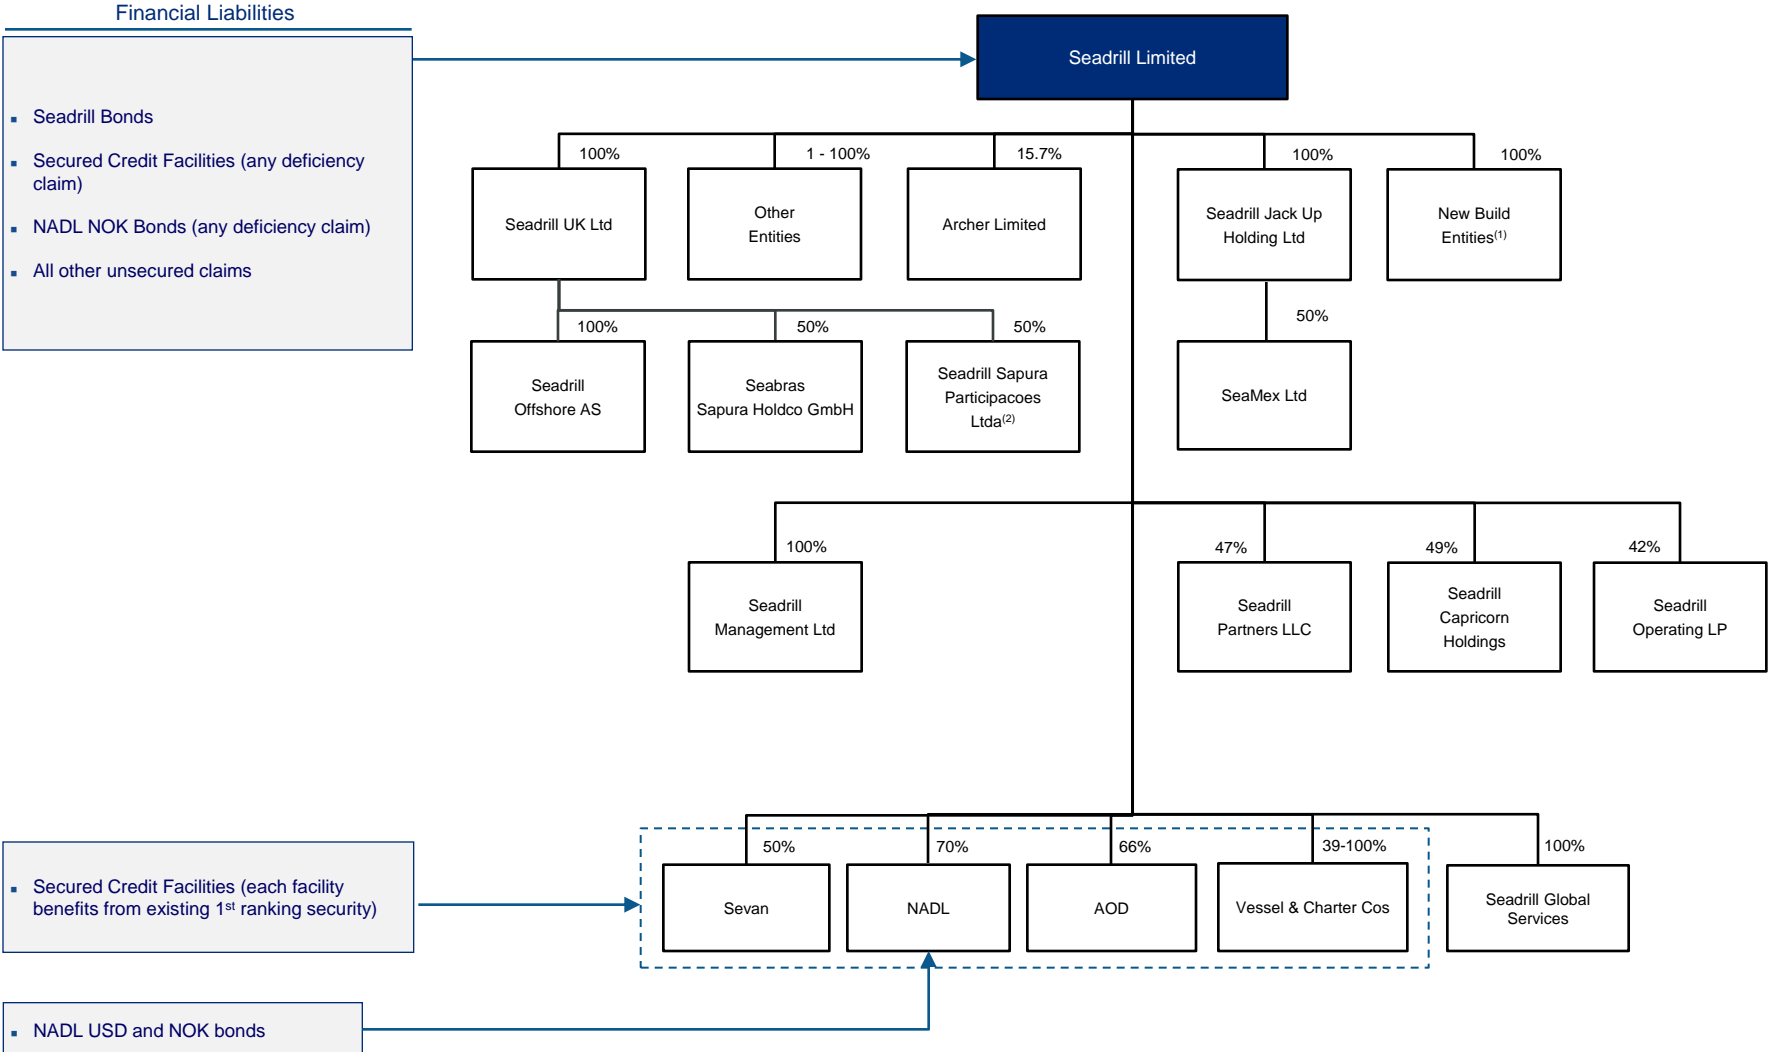 Financial Liabilities
Seadrill Limited
▪ Seadrill Bonds
▪ Secured Credit Facilities (any deficiency
claim)
▪ NADL NOK Bonds (any deficiency claim)
▪ All other unsecured claims
100%
1 - 100%
15.7%
100%
100%
Seadrill UK Ltd
Other
Entities
Archer Limited
Seadrill Jack Up
Holding Ltd
New Build
Entities(1)
100%
50%
50%
50%
Seadrill
Offshore AS
Seabras
Sapura Holdco GmbH
Seadrill Sapura
Participacoes
Ltda(2)
SeaMex Ltd
100%
47%
49%
42%
Seadrill
Management Ltd
Seadrill
Partners LLC
Seadrill
Capricorn
Holdings
Seadrill
Operating LP
50%
70%
66%
39-100%
100%
▪ Secured Credit Facilities (each facility
benefits from existing 1st ranking security)
Sevan
NADL
AOD
Vessel & Charter Cos
Seadrill Global
Services
▪ NADL USD and NOK bonds